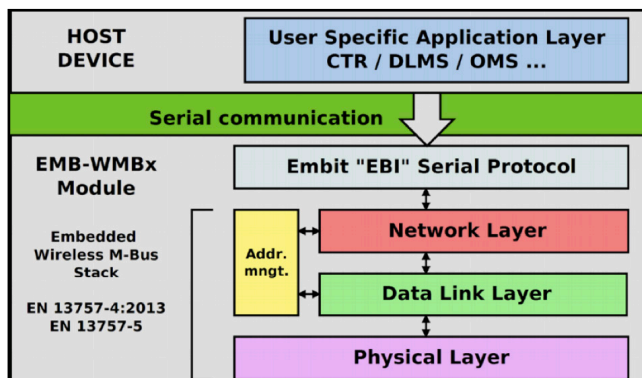 HOST
DEVICE
User Specific Application Layer
CTR / DLMS / OMS ...
Serial communication
EMB-WMBx
Module
Embit "EBI" Serial Protocol
Embedded
Wireless M-Bus
Stack
EN 13757-4:2013
EN 13757-5
Addr.
mngt.
Network Layer
Data Link Layer
Physical Layer